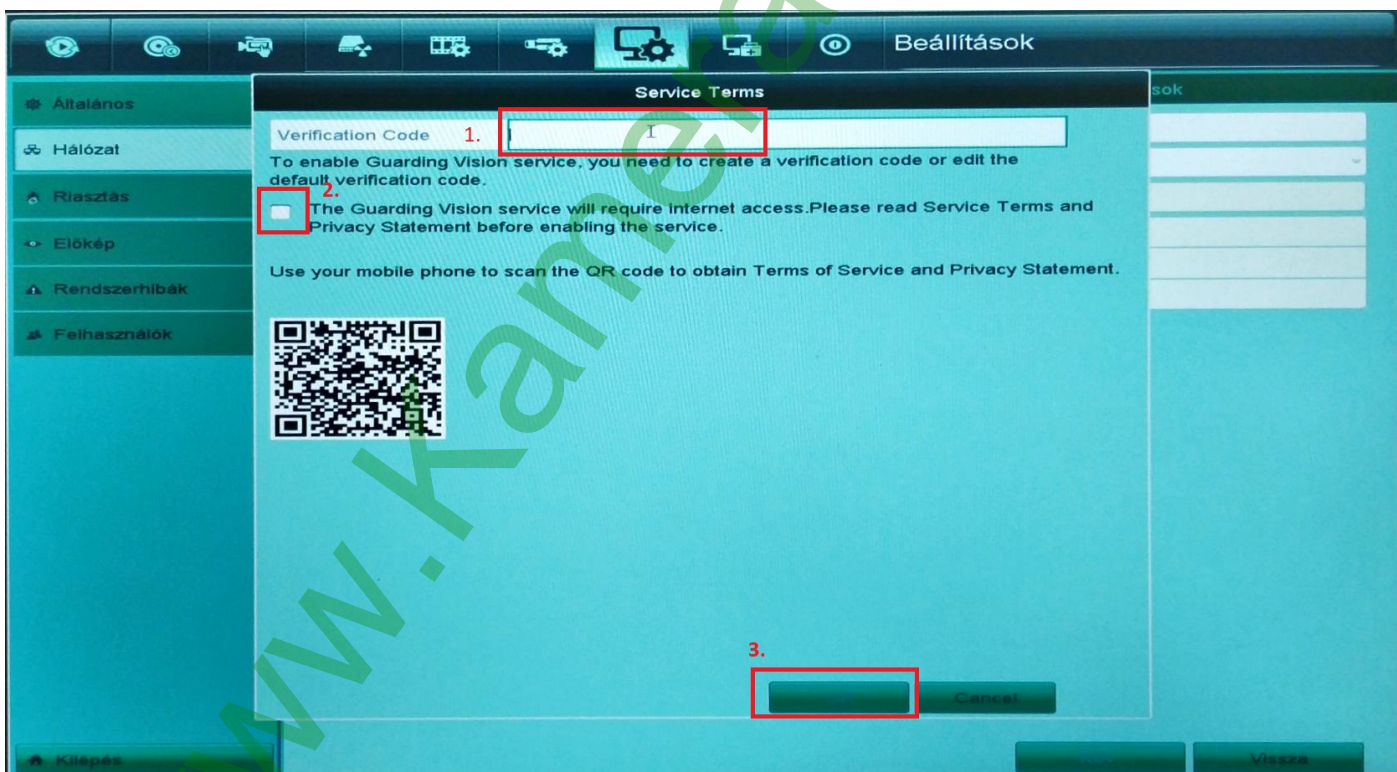 Beállítások
Service Terms
sok
Általános
Hálózat
Riasztás
Előkép
Rendszerhibák
Felhasználók
Verification Code
1.
To enable Guarding Vision service, you need to create a verification code or edit the
default verification code.
2.
The Guarding Vision service will require internet access.Please read Service Terms and
Privacy Statement before enabling the service.
Use your mobile phone to scan the QR code to obtain Terms of Service and Privacy Statement.
3.
Cancel
Kilépés
Vissza
www.Kamera